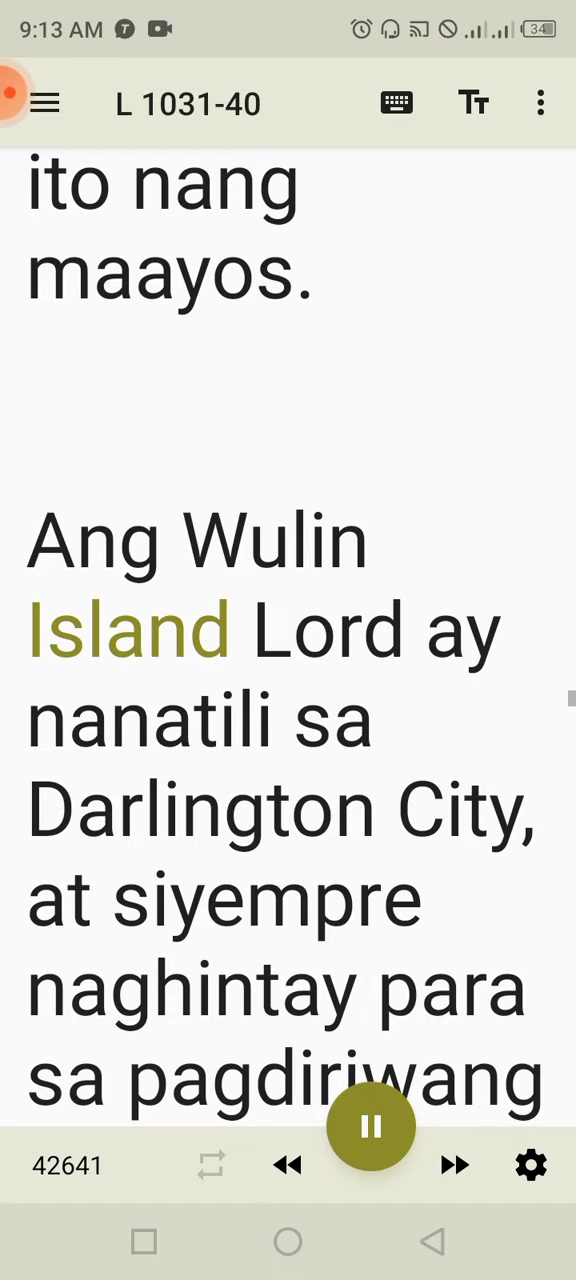 9:13 AM
34
L 1031-40
ito nang
maayos.
Ang Wulin
Island Lord ay
nanatili sa
Darlington City,
at siyempre
naghintay para
sa pagdiriwang
42641